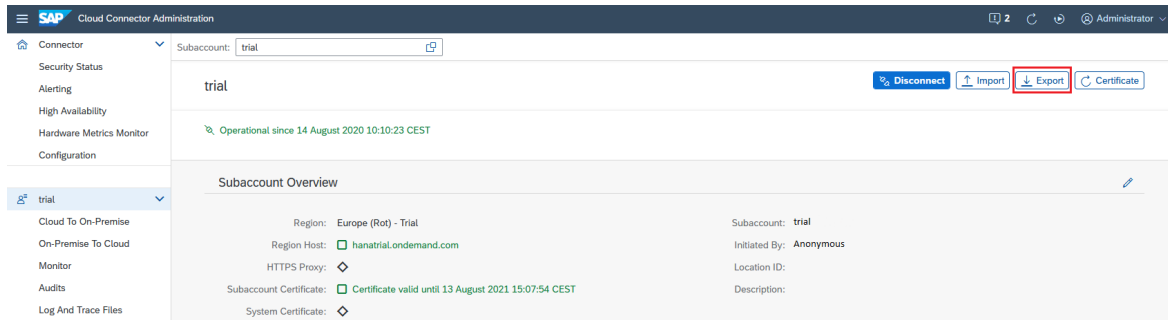 SAP Cloud Connector Administration 2 Administrator
Connector
Security Status
Alerting
High Availability
Hardware Metrics Monitor
Configuration
trial
Cloud To On-Premise
On-Premise To Cloud
Monitor
Audits
Log And Trace Files
Subaccount: trial
trial
Disconnect Import Export Certificate
Operational since 14 August 2020 10:10:23 CEST
Subaccount Overview
Region: Europe (Rot) - Trial
Region Host: hanatrial.ondemand.com
HTTPS Proxy:
Subaccount Certificate: Certificate valid until 13 August 2021 15:07:54 CEST
System Certificate:
Subaccount: trial
Initiated By: Anonymous
Location ID:
Description: